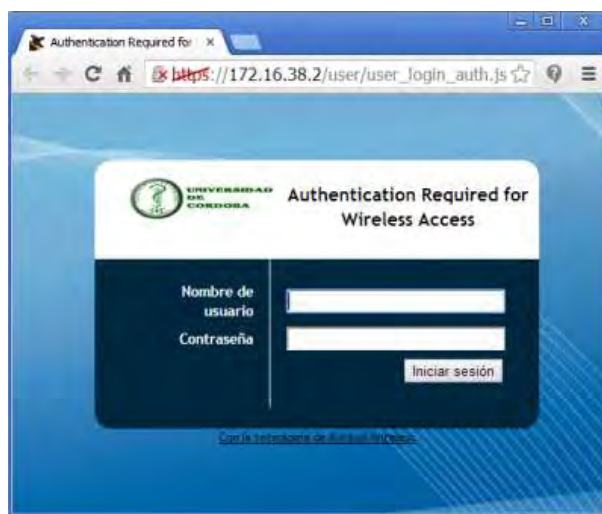 Authentication Required for
https://172.16.38.2/user/user_login_auth.js
UNIVERSIDAD
DE
CORDOBA
Authentication Required for
Wireless Access
Nombre de
usuario
Contraseña
Iniciar sesión